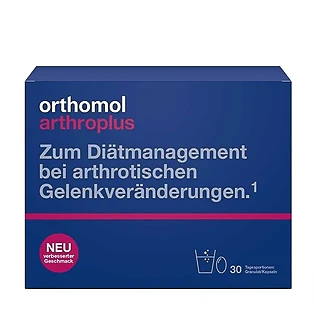 orthomol
arthroplus
Zum Diätmanagement
bei arthrotischen
Gelenkveränderungen.¹
NEU
verbesserter
Geschmack
30 Tagesportionen
Granulat/Kapseln